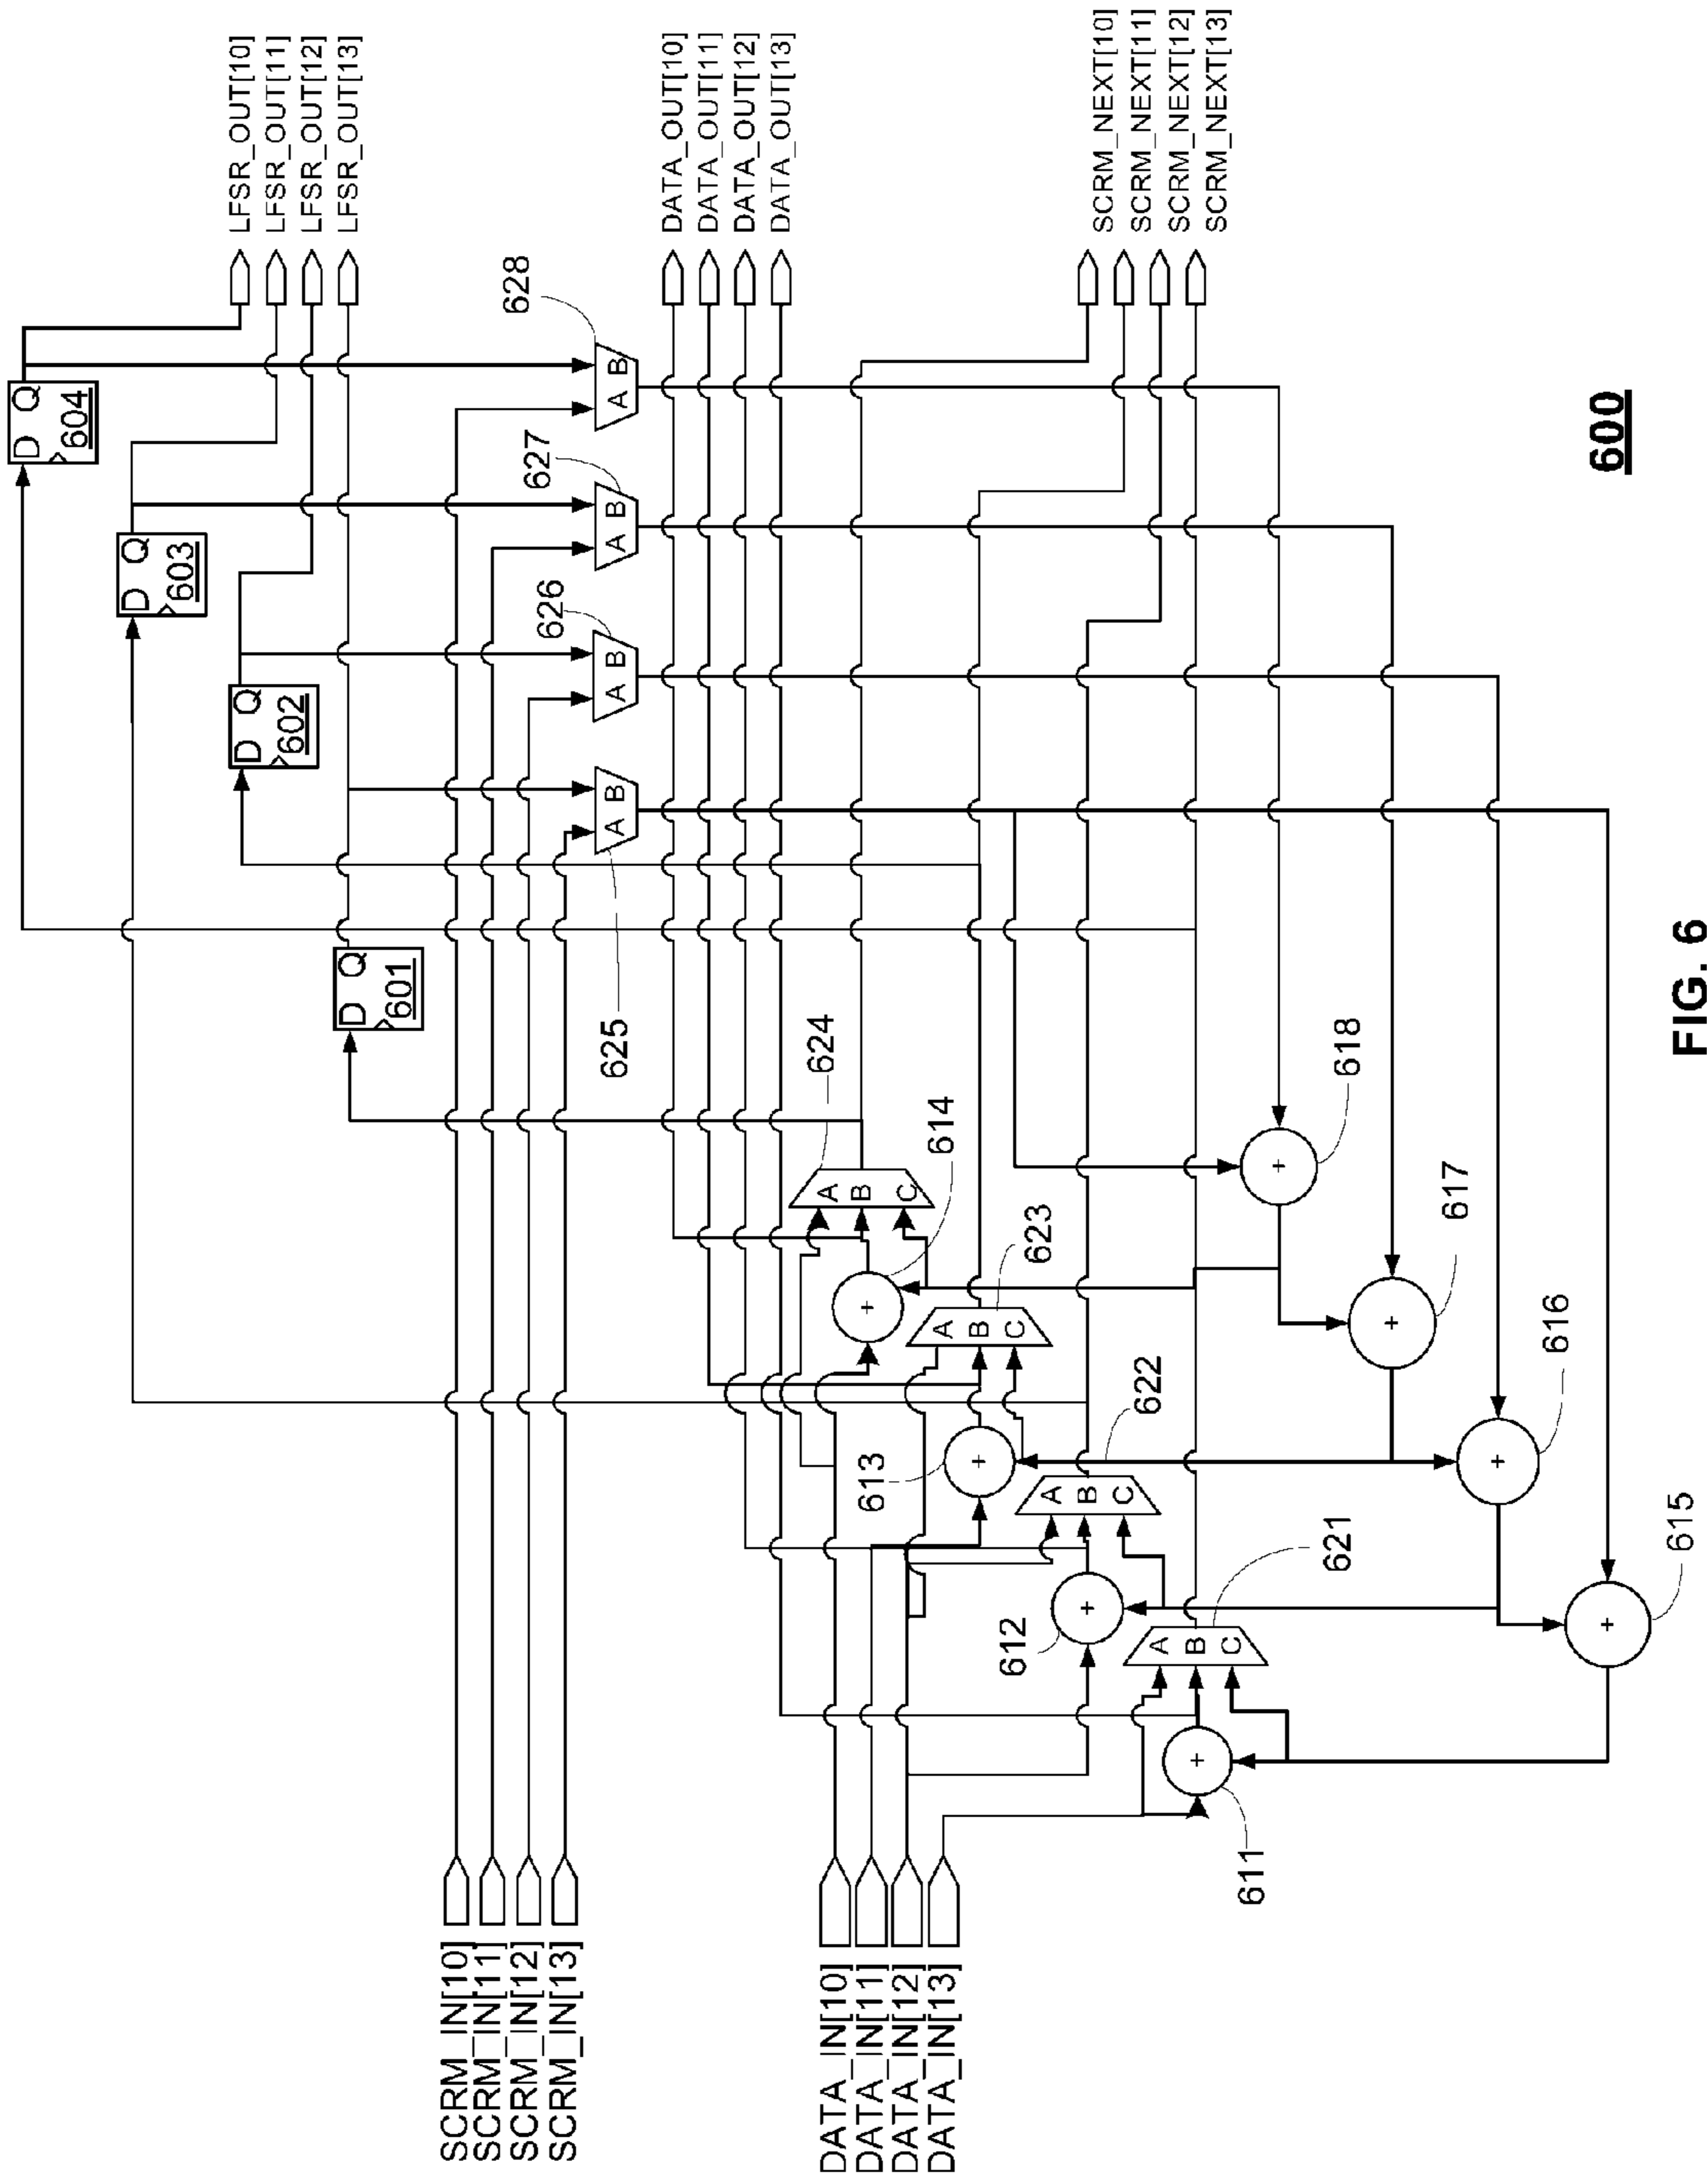 LFSR_OUT[10]
LFSR_OUT[11]
LFSR_OUT[12]
LFSR_OUT[13]
DATA_OUT[10]
DATA_OUT[11]
DATA_OUT[12]
DATA_OUT[13]
SCRM_NEXT[10]
SCRM_NEXT[11]
SCRM_NEXT[12]
SCRM_NEXT[13]
D Q
604
D Q
603
D Q
602
D Q
601
628
A B
627
A B
626
A B
625
A B
624
A
B
C
614
+
623
A
B
C
613
+
622
A
B
C
612
+
621
A
B
C
611
+
618
+
617
+
616
+
615
+
SCRM_IN[10]
SCRM_IN[11]
SCRM_IN[12]
SCRM_IN[13]
DATA_IN[10]
DATA_IN[11]
DATA_IN[12]
DATA_IN[13]
600
FIG. 6